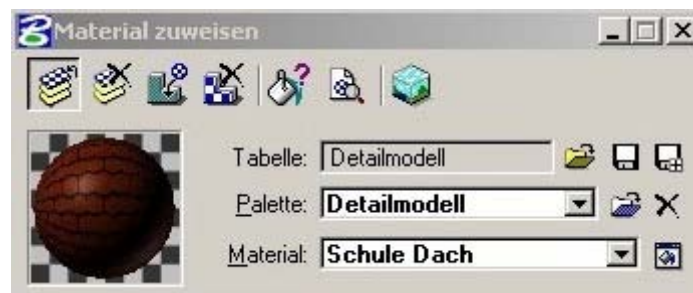 Material zuweisen
Tabelle: Detailmodell
Palette: Detailmodell
Material: Schule Dach